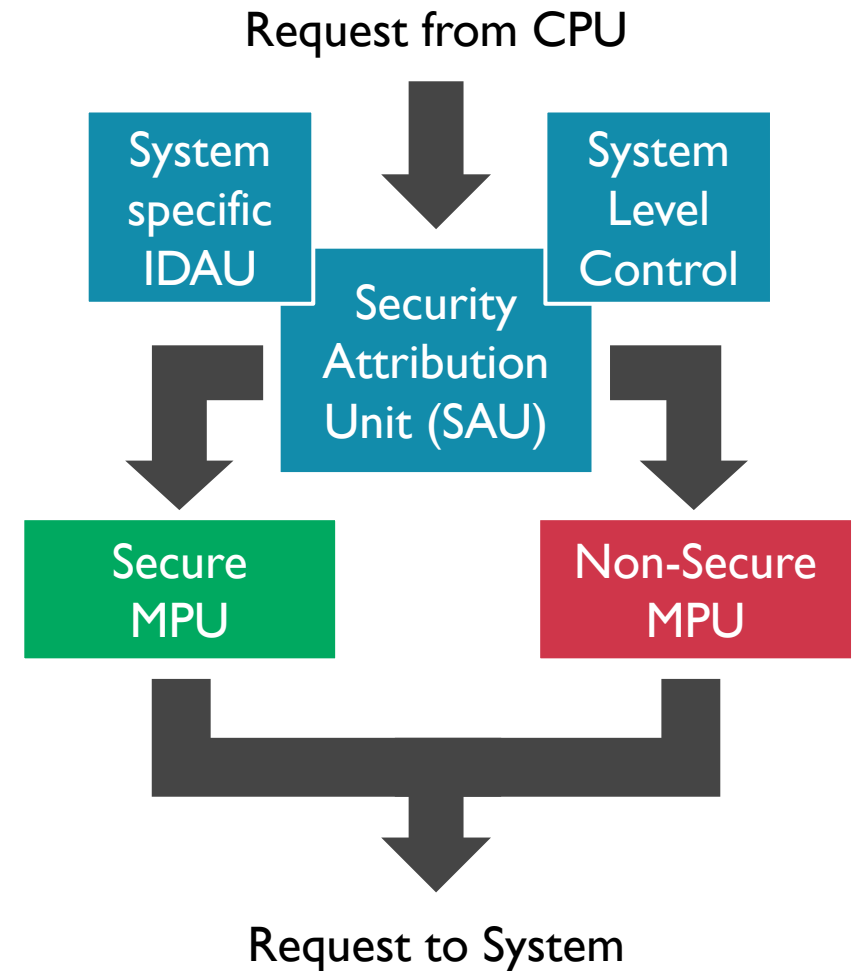 Request from CPU
System
specific
IDAU
System
Level
Control
Security
Attribution
Unit (SAU)
Secure
MPU
Non-Secure
MPU
Request to System